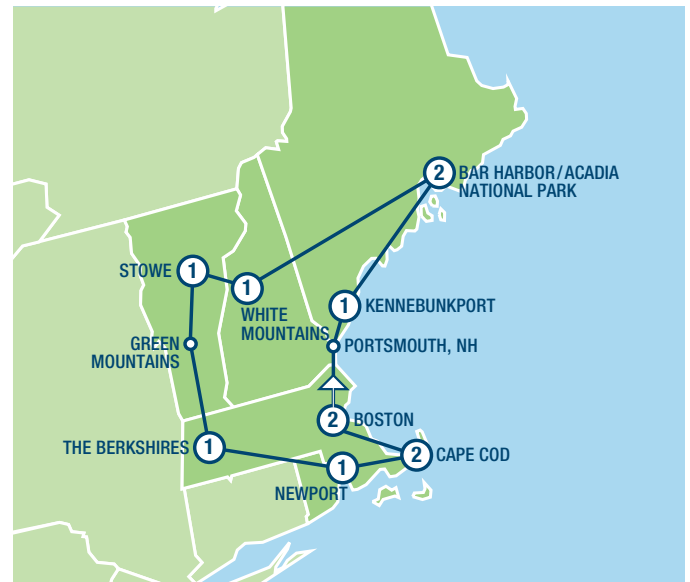 2
BAR HARBOR/ACADIA
NATIONAL PARK
STOWE
1
1
WHITE
MOUNTAINS
1
KENNEBUNKPORT
GREEN
MOUNTAINS
PORTSMOUTH, NH
2
BOSTON
THE BERKSHIRES
1
2
CAPE COD
1
NEWPORT